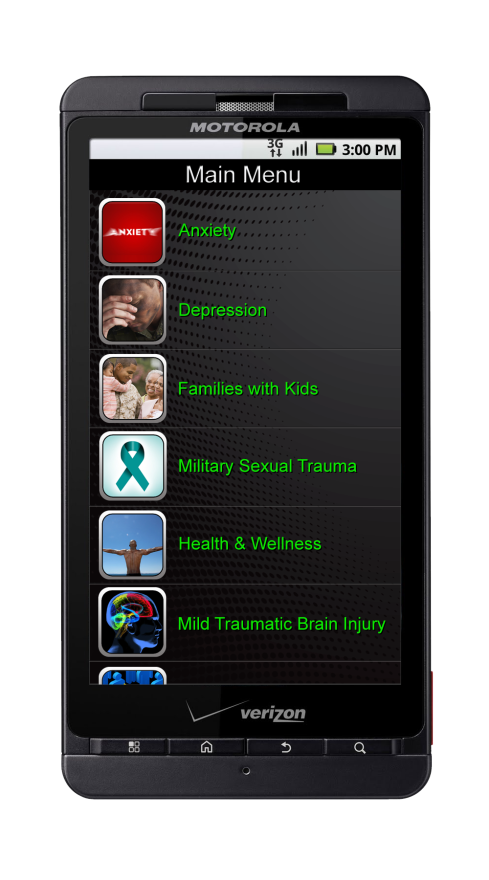 MOTOROLA
3G 3:00 PM
Main Menu
ANXIETY
Anxiety
Depression
Families with Kids
Military Sexual Trauma
Health & Wellness
Mild Traumatic Brain Injury
verizon